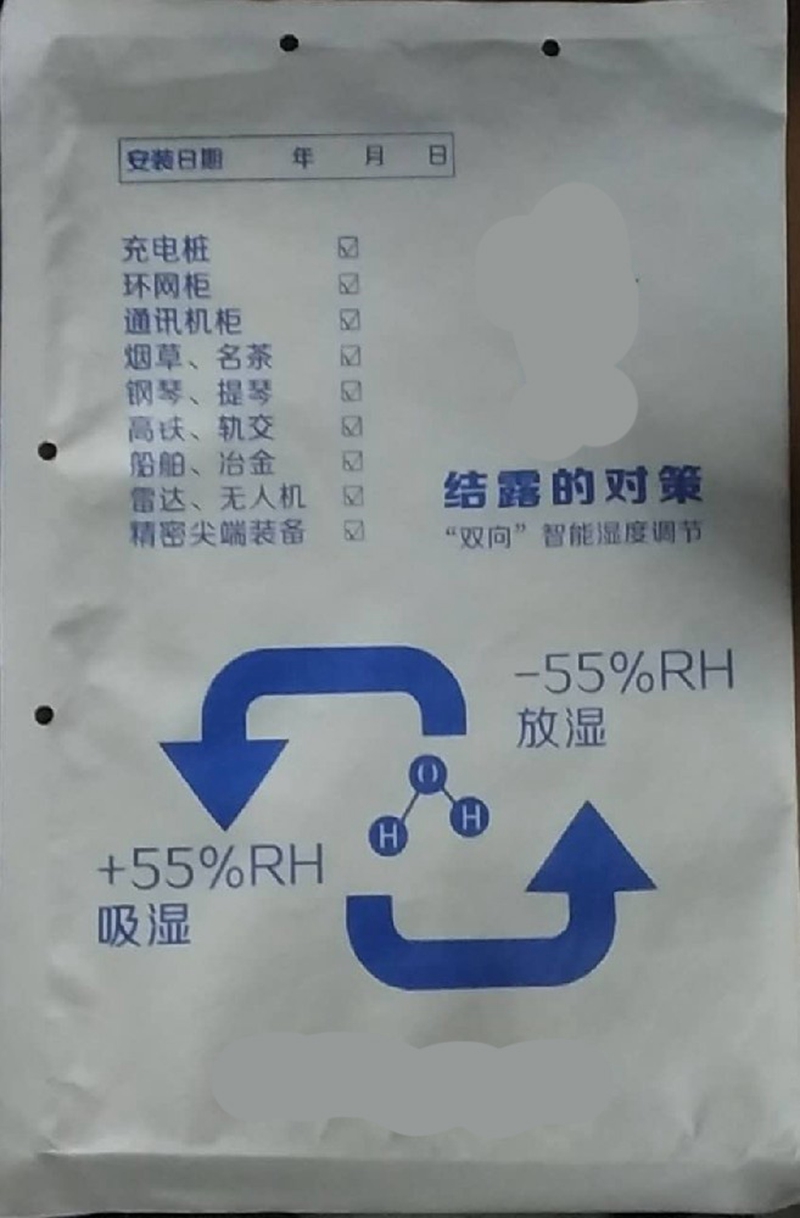 安装日期 年 月 日
充电桩 ☑
环网柜 ☑
通讯机柜 ☑
烟草、名茶 ☑
钢琴、提琴 ☑
高铁、轨交 ☑
船舶、冶金 ☑
雷达、无人机 ☑
精密尖端装备 ☑
结露的对策
“双向”智能湿度调节
-55%RH
放湿
O
H H
+55%RH
吸湿